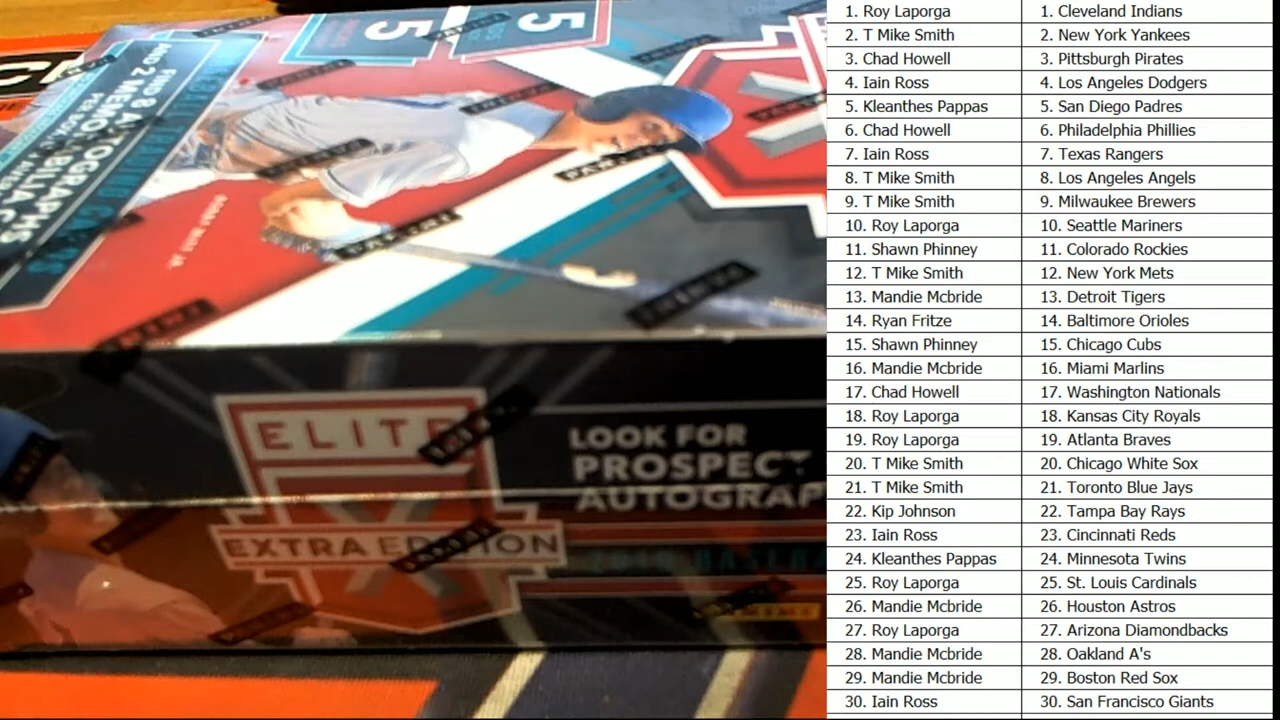 5
5
FIND 8 AUTOGRAPHS
ELITE
EXTRA EDITION
LOOK FOR
PROSPECT
AUTOGRAP
1. Roy Laporga 1. Cleveland Indians
2. T Mike Smith 2. New York Yankees
3. Chad Howell 3. Pittsburgh Pirates
4. Iain Ross 4. Los Angeles Dodgers
5. Kleanthes Pappas 5. San Diego Padres
6. Chad Howell 6. Philadelphia Phillies
7. Iain Ross 7. Texas Rangers
8. T Mike Smith 8. Los Angeles Angels
9. T Mike Smith 9. Milwaukee Brewers
10. Roy Laporga 10. Seattle Mariners
11. Shawn Phinney 11. Colorado Rockies
12. T Mike Smith 12. New York Mets
13. Mandie Mcbride 13. Detroit Tigers
14. Ryan Fritze 14. Baltimore Orioles
15. Shawn Phinney 15. Chicago Cubs
16. Mandie Mcbride 16. Miami Marlins
17. Chad Howell 17. Washington Nationals
18. Roy Laporga 18. Kansas City Royals
19. Roy Laporga 19. Atlanta Braves
20. T Mike Smith 20. Chicago White Sox
21. T Mike Smith 21. Toronto Blue Jays
22. Kip Johnson 22. Tampa Bay Rays
23. Iain Ross 23. Cincinnati Reds
24. Kleanthes Pappas 24. Minnesota Twins
25. Roy Laporga 25. St. Louis Cardinals
26. Mandie Mcbride 26. Houston Astros
27. Roy Laporga 27. Arizona Diamondbacks
28. Mandie Mcbride 28. Oakland A's
29. Mandie Mcbride 29. Boston Red Sox
30. Iain Ross 30. San Francisco Giants